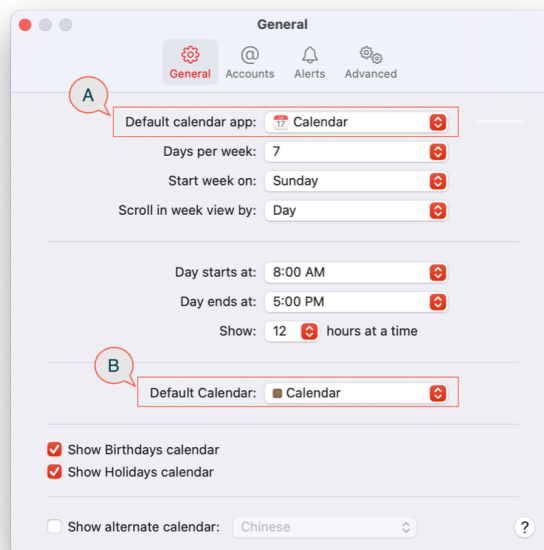 General
@
General Accounts Alerts Advanced
A
Default calendar app: 17 Calendar
Days per week: 7
Start week on: Sunday
Scroll in week view by: Day
Day starts at: 8:00 AM
Day ends at: 5:00 PM
Show: 12 hours at a time
B
Default Calendar: Calendar
Show Birthdays calendar
Show Holidays calendar
Show alternate calendar: Chinese
?